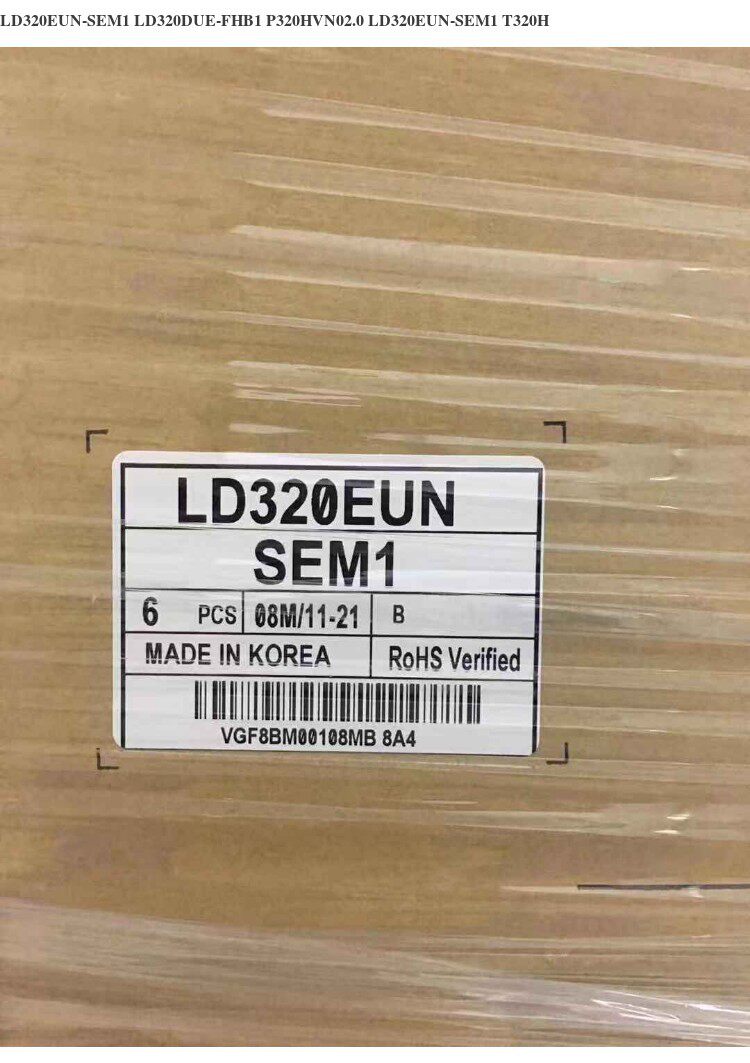 LD320EUN-SEM1 LD320DUE-FHB1 P320HVN02.0 LD320EUN-SEM1 T320H
LD320EUN
SEM1
6 PCS 08M/11-21 B
MADE IN KOREA RoHS Verified
VGF8BM00108MB 8A4